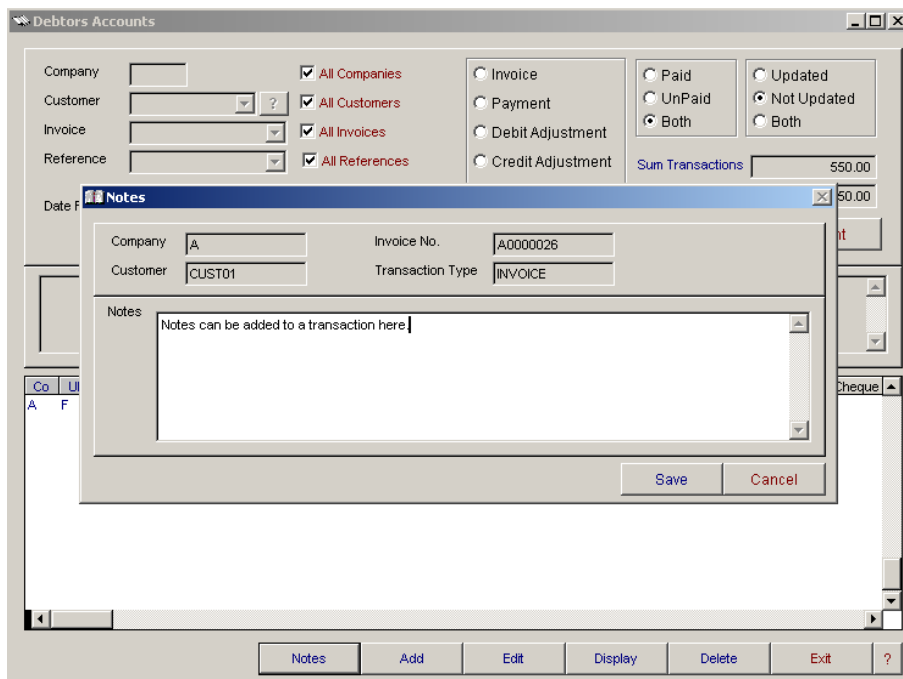 Debtors Accounts
Company
All Companies
Invoice
Paid
Updated
Customer
?
All Customers
Payment
UnPaid
Not Updated
Invoice
All Invoices
Debit Adjustment
Both
Both
Reference
All References
Credit Adjustment
Sum Transactions
550.00
Date F
50.00
nt
Notes
Company
A
Invoice No.
A0000026
Customer
CUST01
Transaction Type
INVOICE
Notes
Notes can be added to a transaction here.
Save
Cancel
Co
Cheque
A F
Notes
Add
Edit
Display
Delete
Exit
?